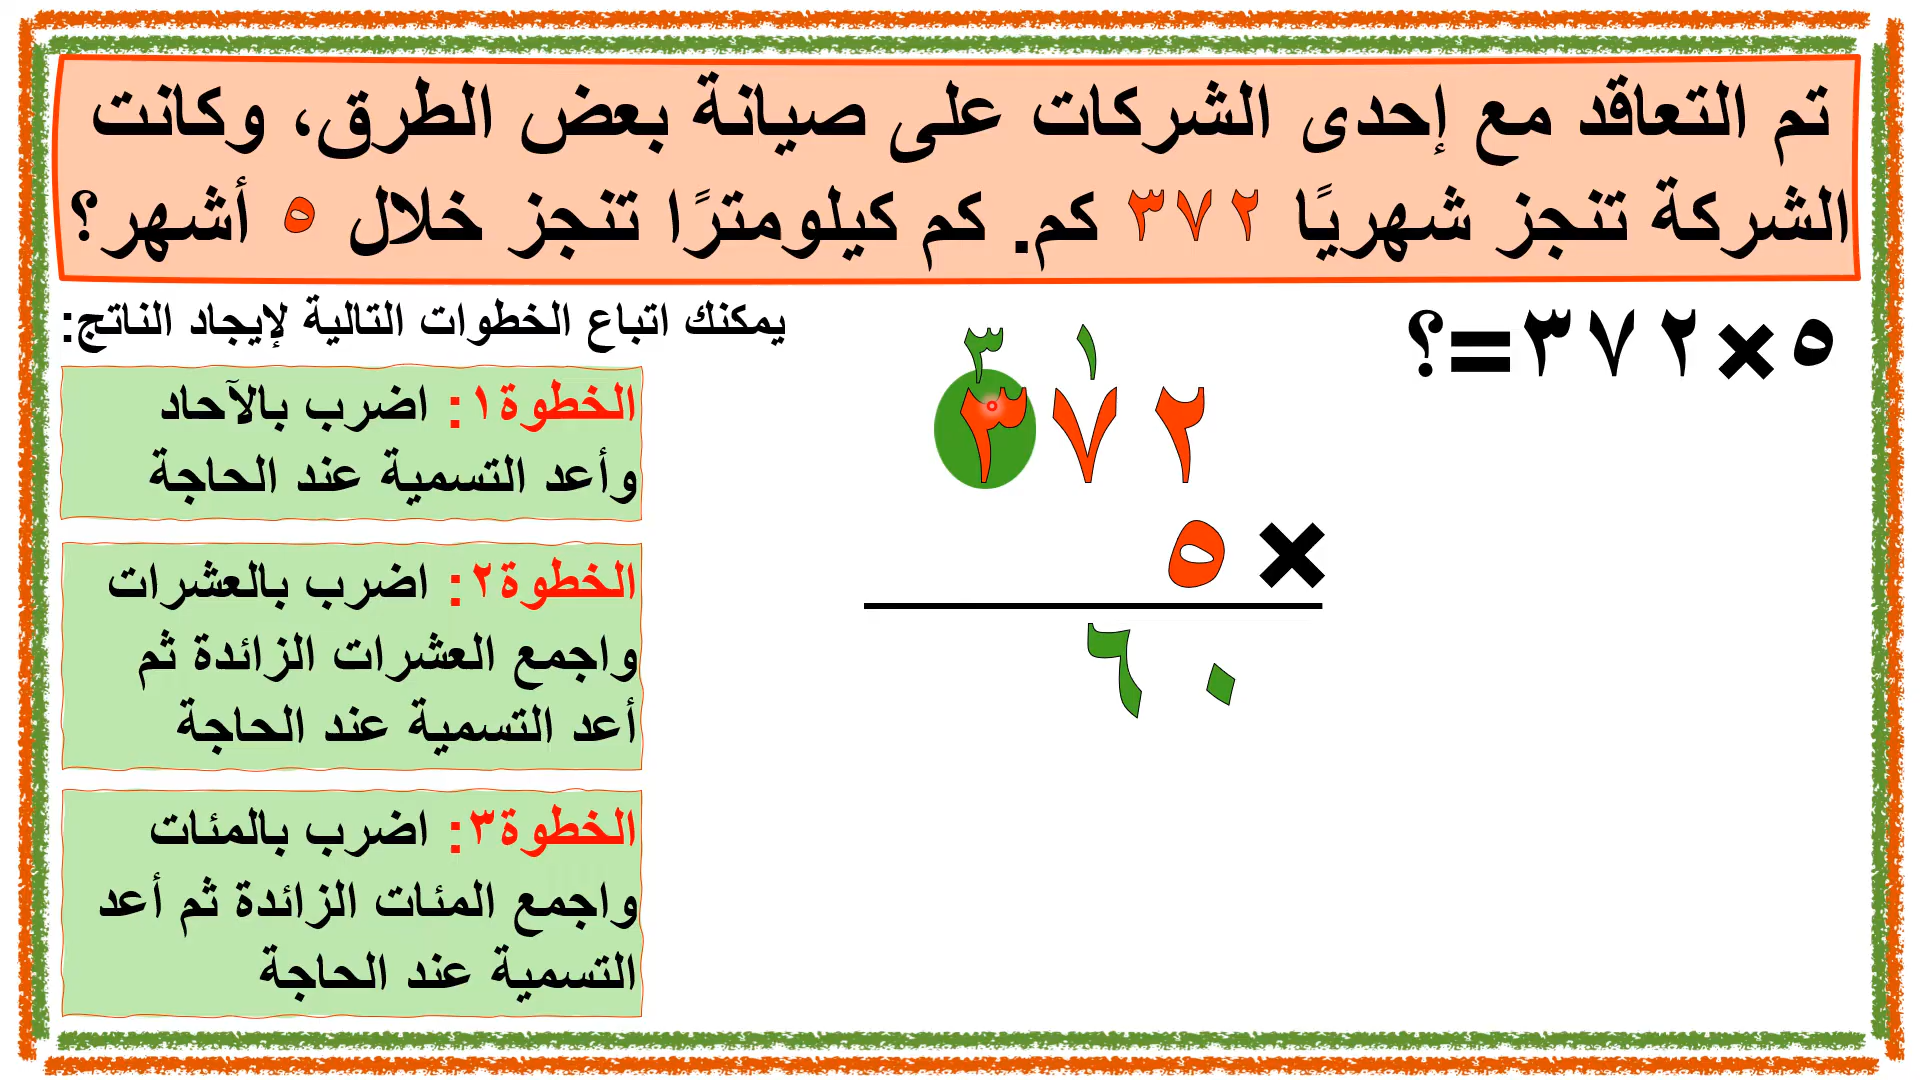 تم التعاقد مع إحدى الشركات على صيانة بعض الطرق، وكانت
الشركة تنجز شهريًا ٣٧٢ كم. كم كيلومترًا تنجز خلال ٥ أشهر؟
٥×٣٧٢=؟
٣ ١
٣٧٢
× ٥
٦٠
يمكنك اتباع الخطوات التالية لإيجاد الناتج:
الخطوة١: اضرب بالآحاد
وأعد التسمية عند الحاجة
الخطوة٢: اضرب بالعشرات
واجمع العشرات الزائدة ثم
أعد التسمية عند الحاجة
الخطوة٣: اضرب بالمئات
واجمع المئات الزائدة ثم أعد
التسمية عند الحاجة